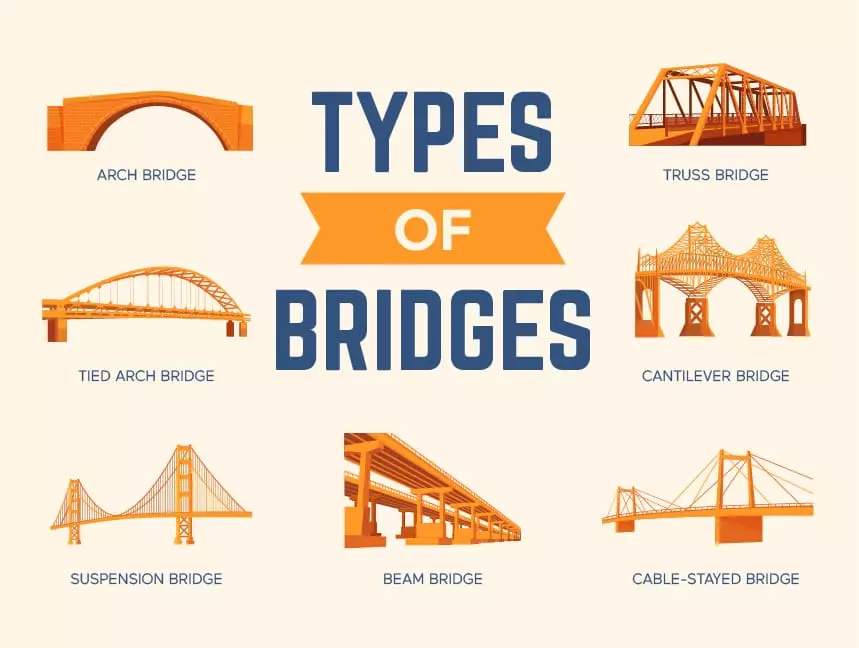 TYPES
OF
BRIDGES
ARCH BRIDGE
TRUSS BRIDGE
TIED ARCH BRIDGE
CANTILEVER BRIDGE
SUSPENSION BRIDGE
BEAM BRIDGE
CABLE-STAYED BRIDGE